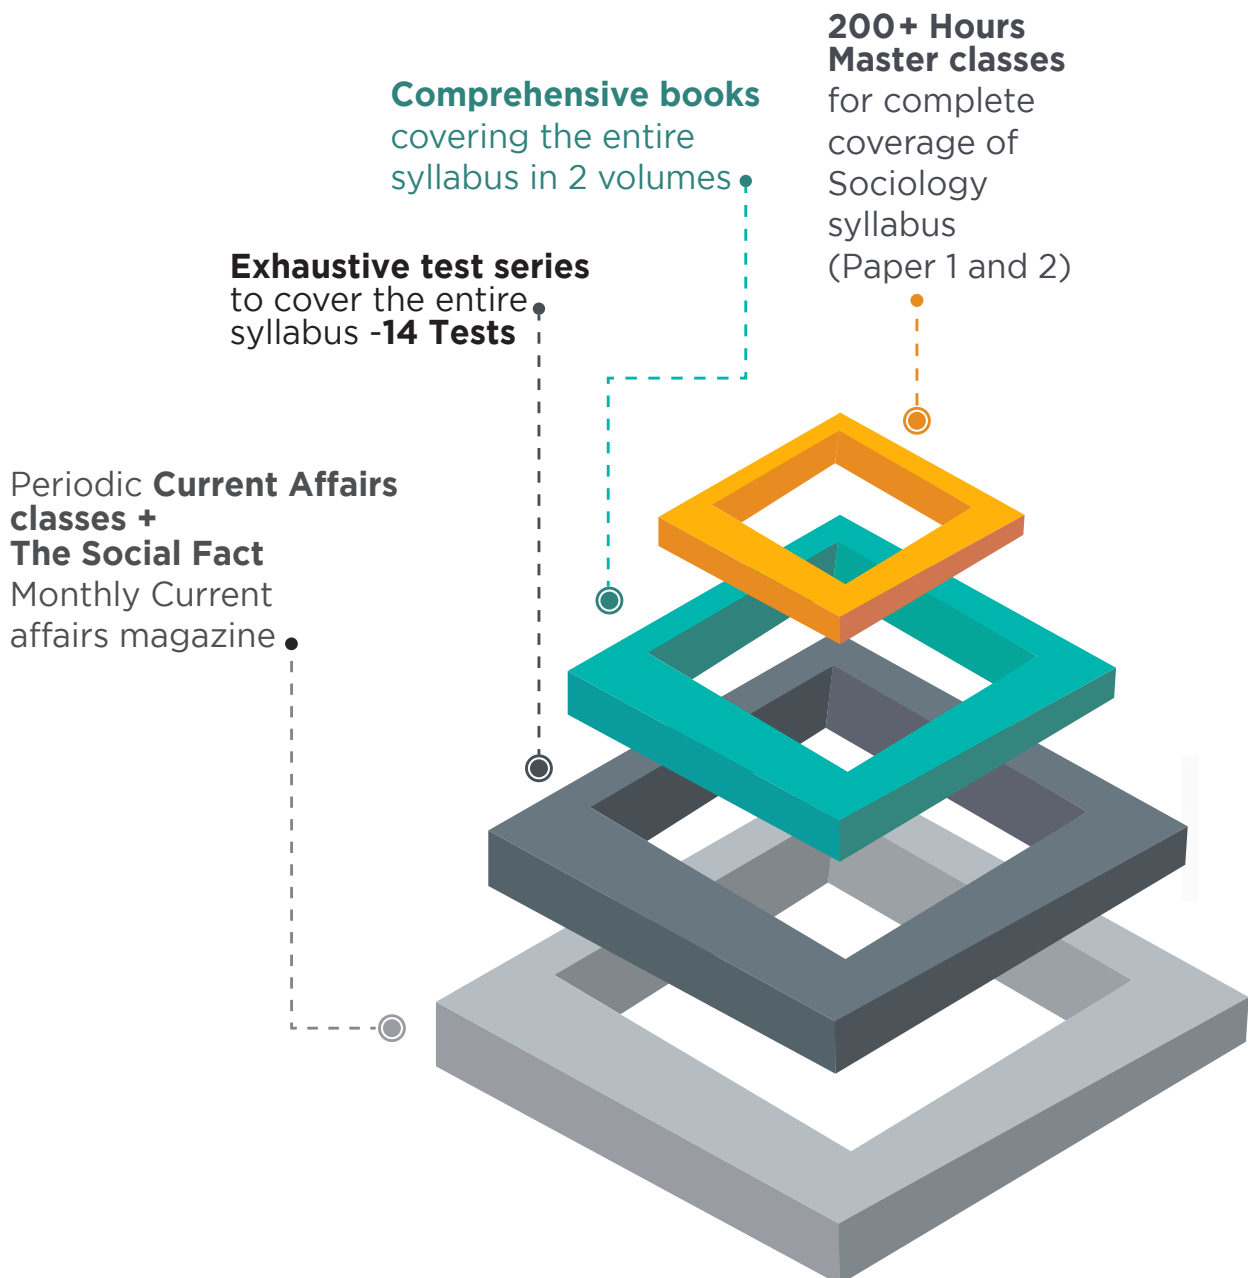 200+ Hours
Master classes
for complete
coverage of
Sociology
syllabus
(Paper 1 and 2)
Comprehensive books
covering the entire
syllabus in 2 volumes
Exhaustive test series
to cover the entire
syllabus -14 Tests
Periodic Current Affairs
classes +
The Social Fact
Monthly Current
affairs magazine